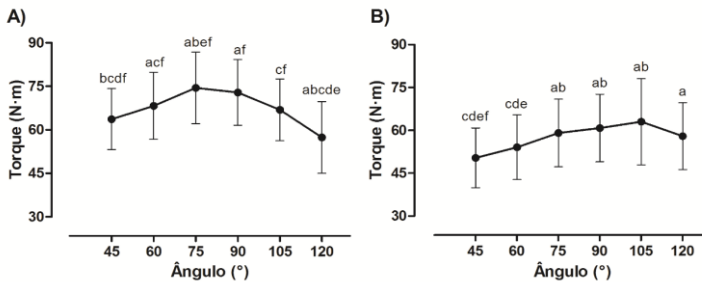 A)
Torque (N·m)
90
75
60
45
30
bcdf
acf
abef
af
cf
abcde
45 60 75 90 105 120
Ângulo (°)
B)
Torque (N·m)
90
75
60
45
30
cdef
cde
ab
ab
ab
a
45 60 75 90 105 120
Ângulo (°)